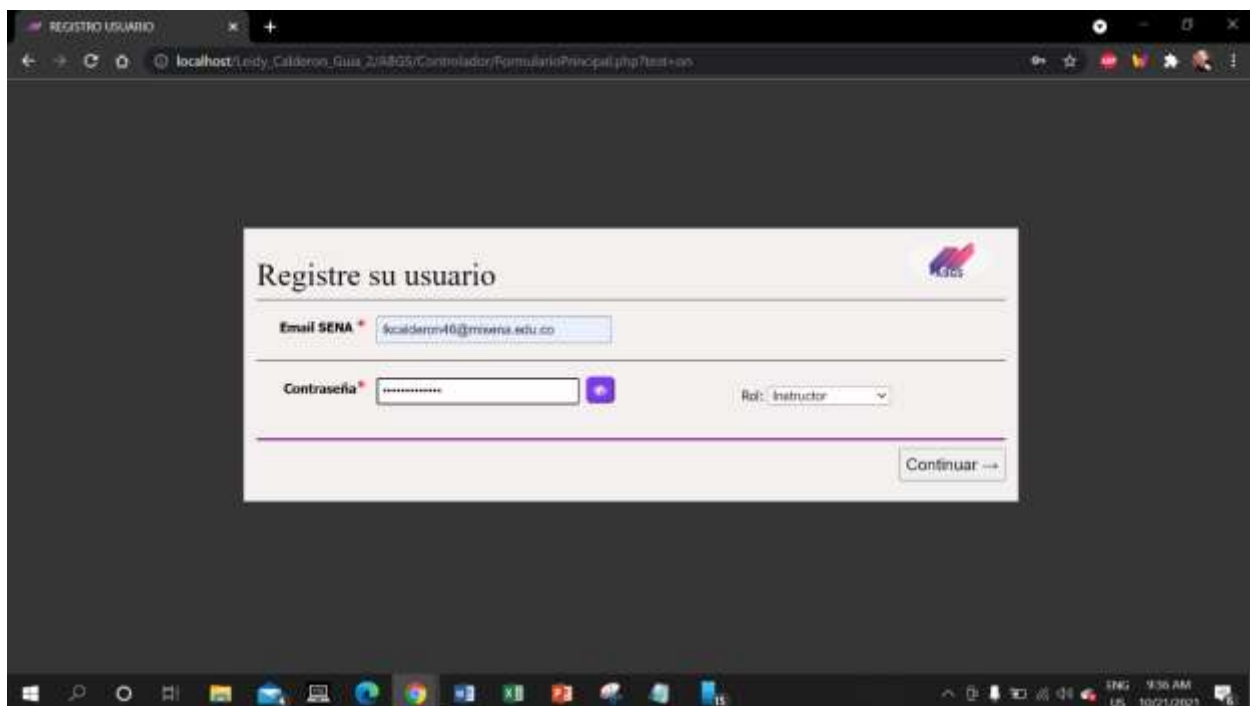 REGISTRO USUARIO
localhost/Leidy_Calderon_Guia_2/ABGS/Controlador/FormularioPrincipal.php?test=on
Registre su usuario
Email SENA *
@misena.edu.co
Contraseña*
Rol: Instructor
Continuar →
ENG 9:36 AM
US 10/21/2021
15